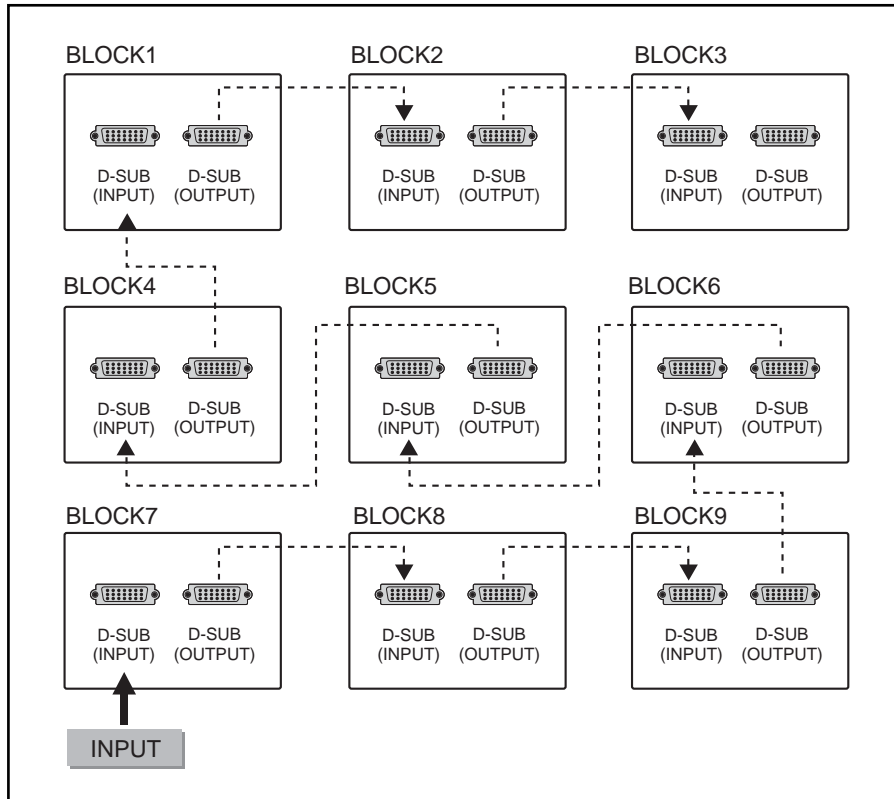 BLOCK1
BLOCK2
BLOCK3
D-SUB
(INPUT)
D-SUB
(OUTPUT)
D-SUB
(INPUT)
D-SUB
(OUTPUT)
D-SUB
(INPUT)
D-SUB
(OUTPUT)
BLOCK4
BLOCK5
BLOCK6
D-SUB
(INPUT)
D-SUB
(OUTPUT)
D-SUB
(INPUT)
D-SUB
(OUTPUT)
D-SUB
(INPUT)
D-SUB
(OUTPUT)
BLOCK7
BLOCK8
BLOCK9
D-SUB
(INPUT)
D-SUB
(OUTPUT)
D-SUB
(INPUT)
D-SUB
(OUTPUT)
D-SUB
(INPUT)
D-SUB
(OUTPUT)
INPUT